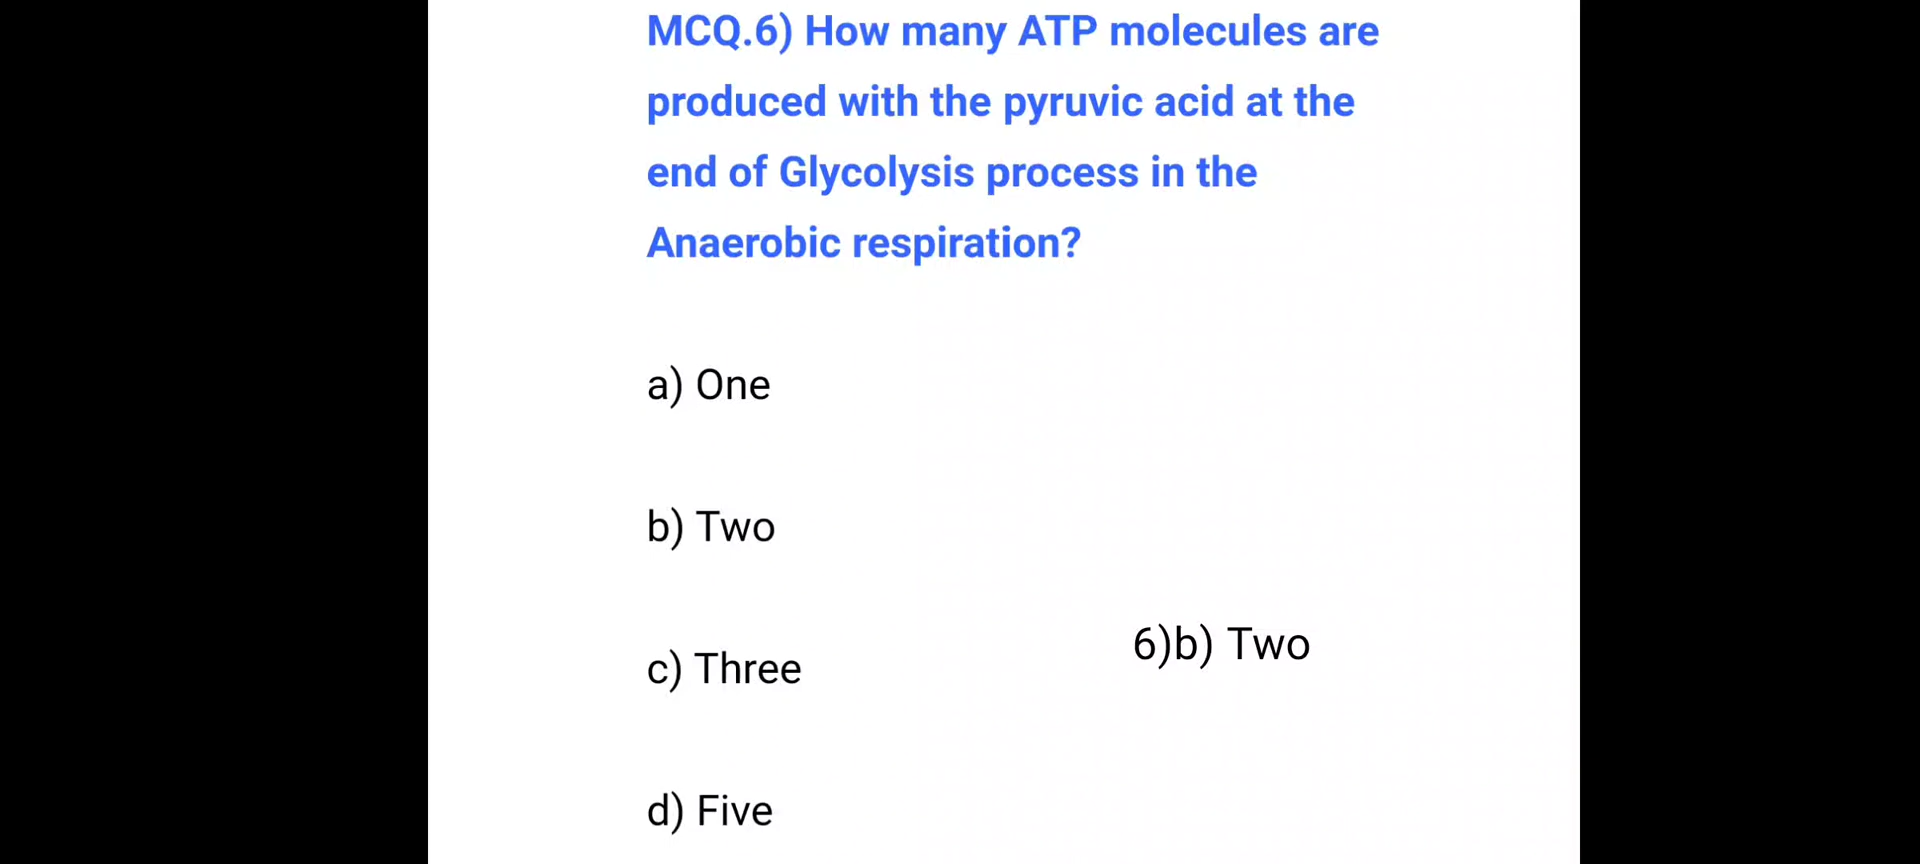 MCQ.6) How many ATP molecules are
produced with the pyruvic acid at the
end of Glycolysis process in the
Anaerobic respiration?
a) One
b) Two
c) Three
6)b) Two
d) Five